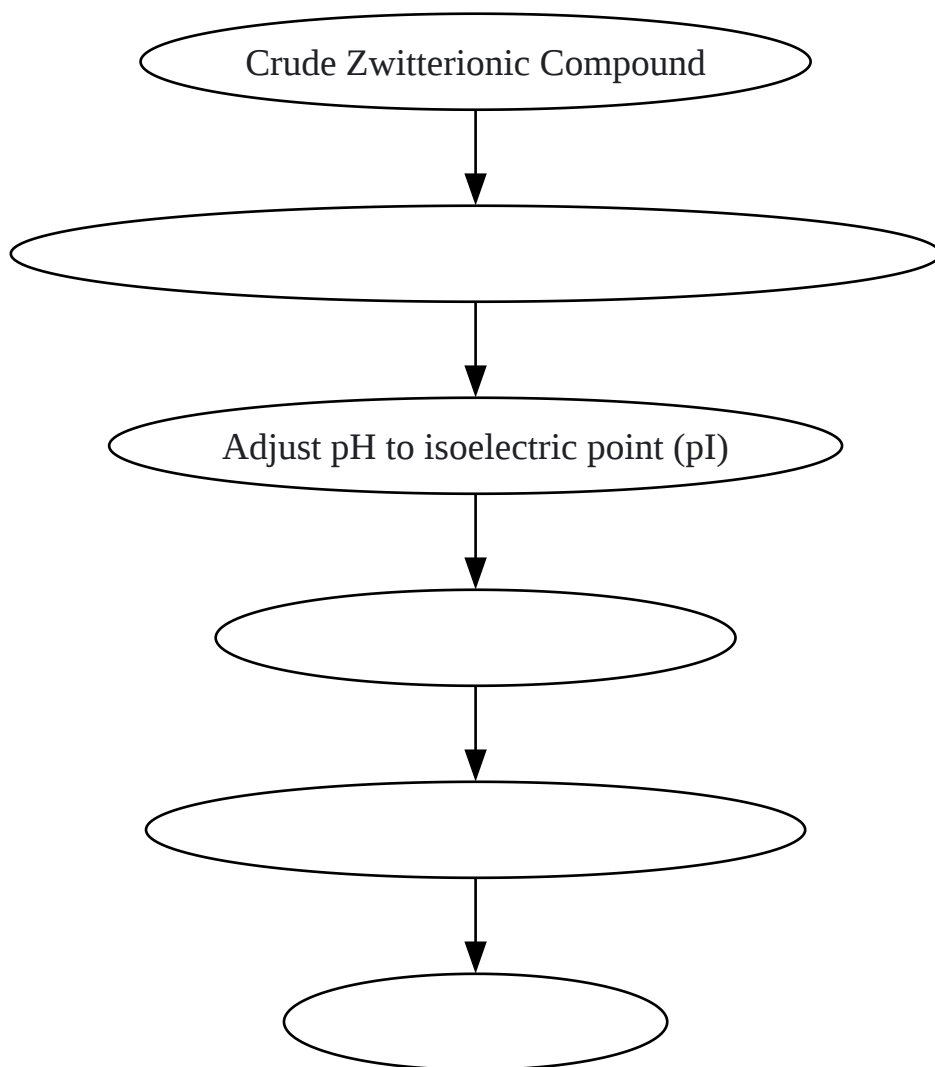 Crude Zwitterionic Compound
Adjust pH to isoelectric point (pI)